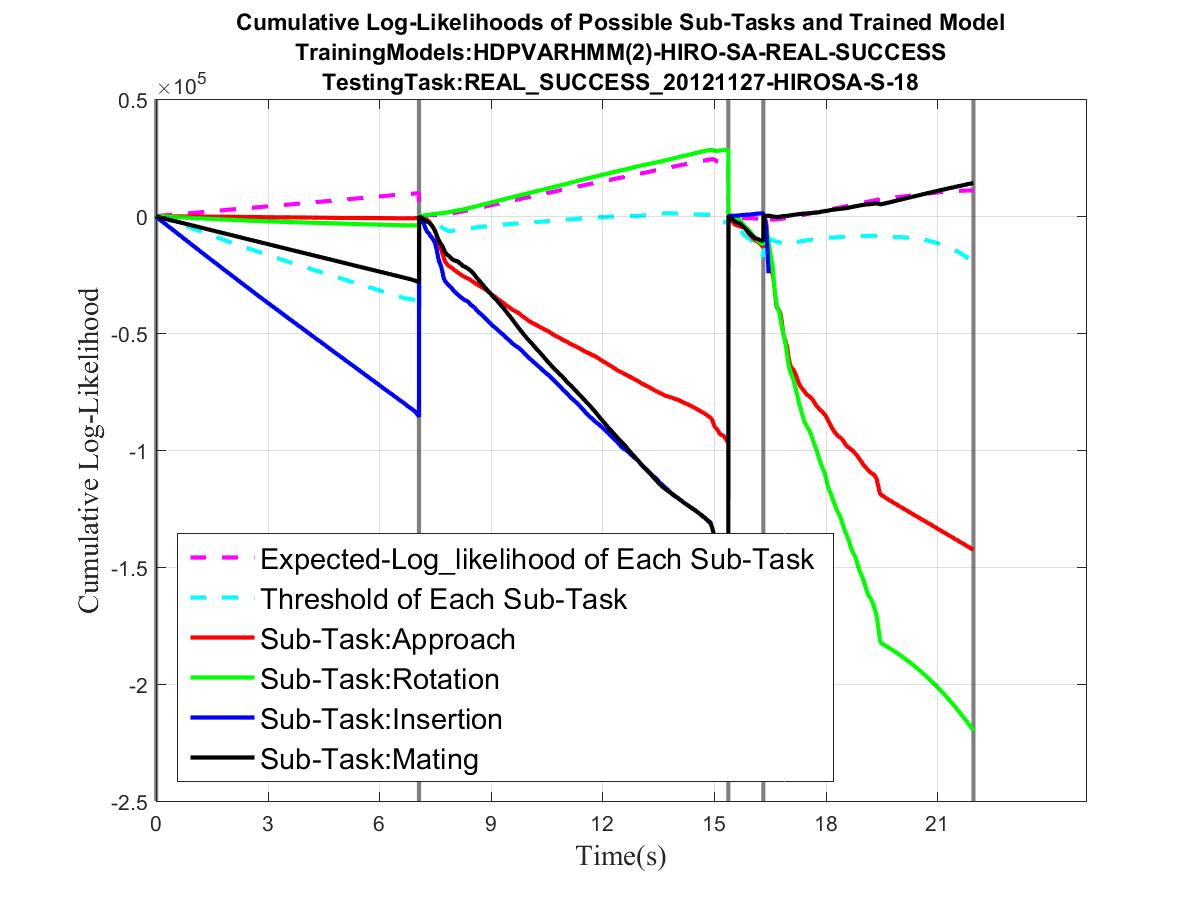 Cumulative Log-Likelihoods of Possible Sub-Tasks and Trained Model
TrainingModels:HDPVARHMM(2)-HIRO-SA-REAL-SUCCESS
TestingTask:REAL_SUCCESS_20121127-HIROSA-S-18
×10^5
0.5
0
-0.5
-1
-1.5
-2
-2.5
Cumulative Log-Likelihood
Expected-Log_likelihood of Each Sub-Task
Threshold of Each Sub-Task
Sub-Task:Approach
Sub-Task:Rotation
Sub-Task:Insertion
Sub-Task:Mating
0 3 6 9 12 15 18 21
Time(s)